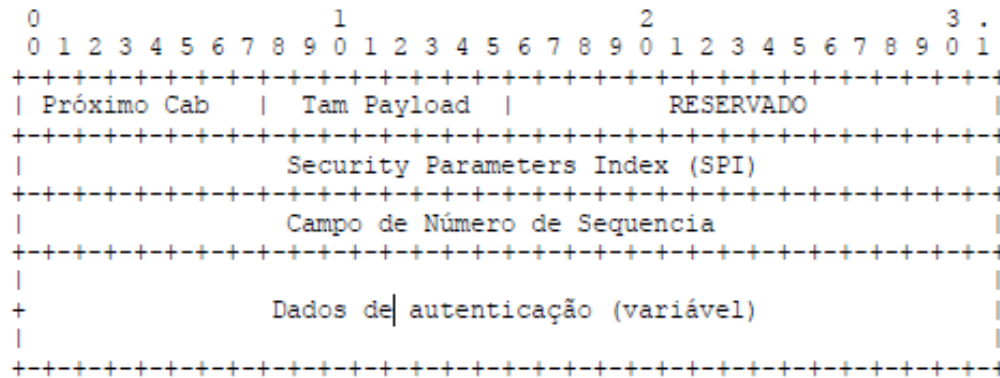 0 1 2 3 .
0 1 2 3 4 5 6 7 8 9 0 1 2 3 4 5 6 7 8 9 0 1 2 3 4 5 6 7 8 9 0 1
+-+-+-+-+-+-+-+-+-+-+-+-+-+-+-+-+-+-+-+-+-+-+-+-+-+-+-+-+-+-+-+-+
| Próximo Cab | Tam Payload | RESERVADO |
+-+-+-+-+-+-+-+-+-+-+-+-+-+-+-+-+-+-+-+-+-+-+-+-+-+-+-+-+-+-+-+-+
| Security Parameters Index (SPI) |
+-+-+-+-+-+-+-+-+-+-+-+-+-+-+-+-+-+-+-+-+-+-+-+-+-+-+-+-+-+-+-+-+
| Campo de Número de Sequencia |
+-+-+-+-+-+-+-+-+-+-+-+-+-+-+-+-+-+-+-+-+-+-+-+-+-+-+-+-+-+-+-+-+
| |
+ Dados de autenticação (variável) |
| |
+-+-+-+-+-+-+-+-+-+-+-+-+-+-+-+-+-+-+-+-+-+-+-+-+-+-+-+-+-+-+-+-+